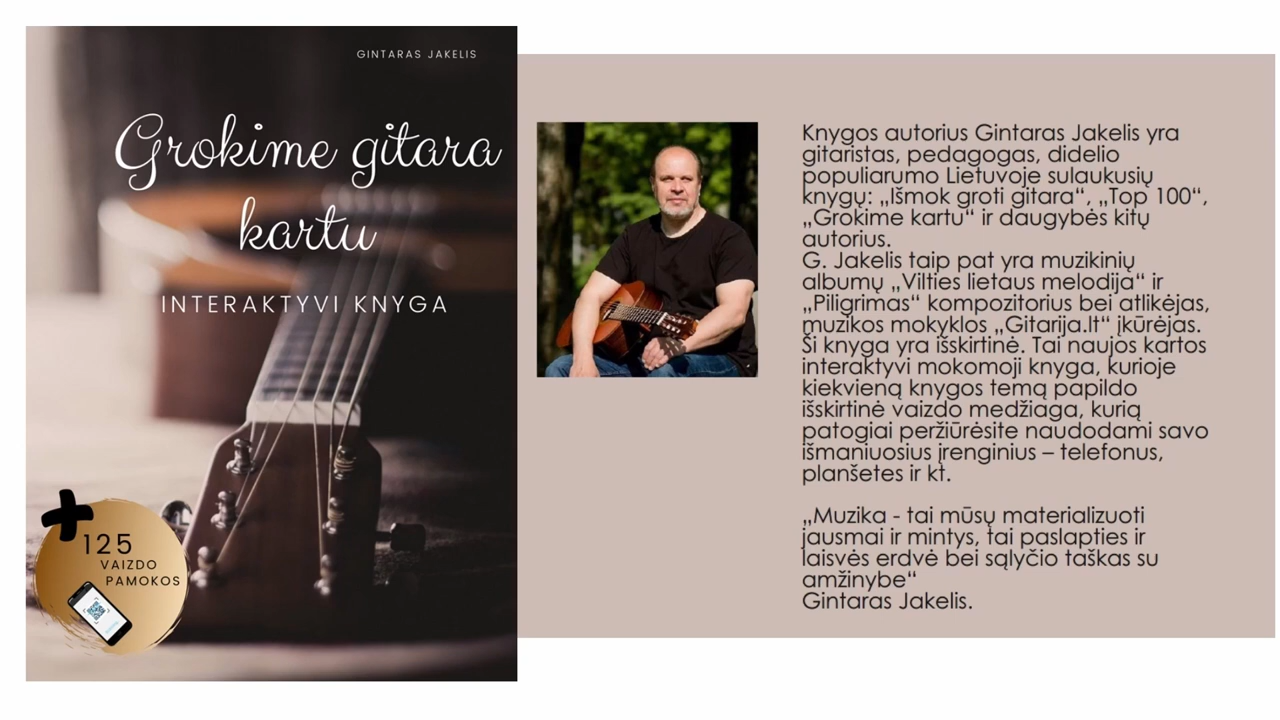 GINTARAS JAKELIS
Grokime gitara
kartu
INTERAKTYVI KNYGA
125
VAIZDO
PAMOKOS
Knygos autorius Gintaras Jakelis yra
gitaristas, pedagogas, didelio
populiarumo Lietuvoje sulaukusių
knygų: „Išmok groti gitara“, „Top 100“,
„Grokime kartu“ ir daugybės kitų
autorius.
G. Jakelis taip pat yra muzikinių
albumų „Vilties lietaus melodija“ ir
„Piligrimas“ kompozitorius bei atlikėjas,
muzikos mokyklos „Gitarija.lt“ įkūrėjas.
Ši knyga yra išskirtinė. Tai naujos kartos
interaktyvi mokomoji knyga, kurioje
kiekvieną knygos temą papildo
išskirtinė vaizdo medžiaga, kurią
patogiai peržiūrėsite naudodami savo
išmaniuosius įrenginius – telefonus,
planšetes ir kt.
„Muzika - tai mūsų materializuoti
jausmai ir mintys, tai paslapties ir
laisvės erdvė bei sąlyčio taškas su
amžinybe“
Gintaras Jakelis.